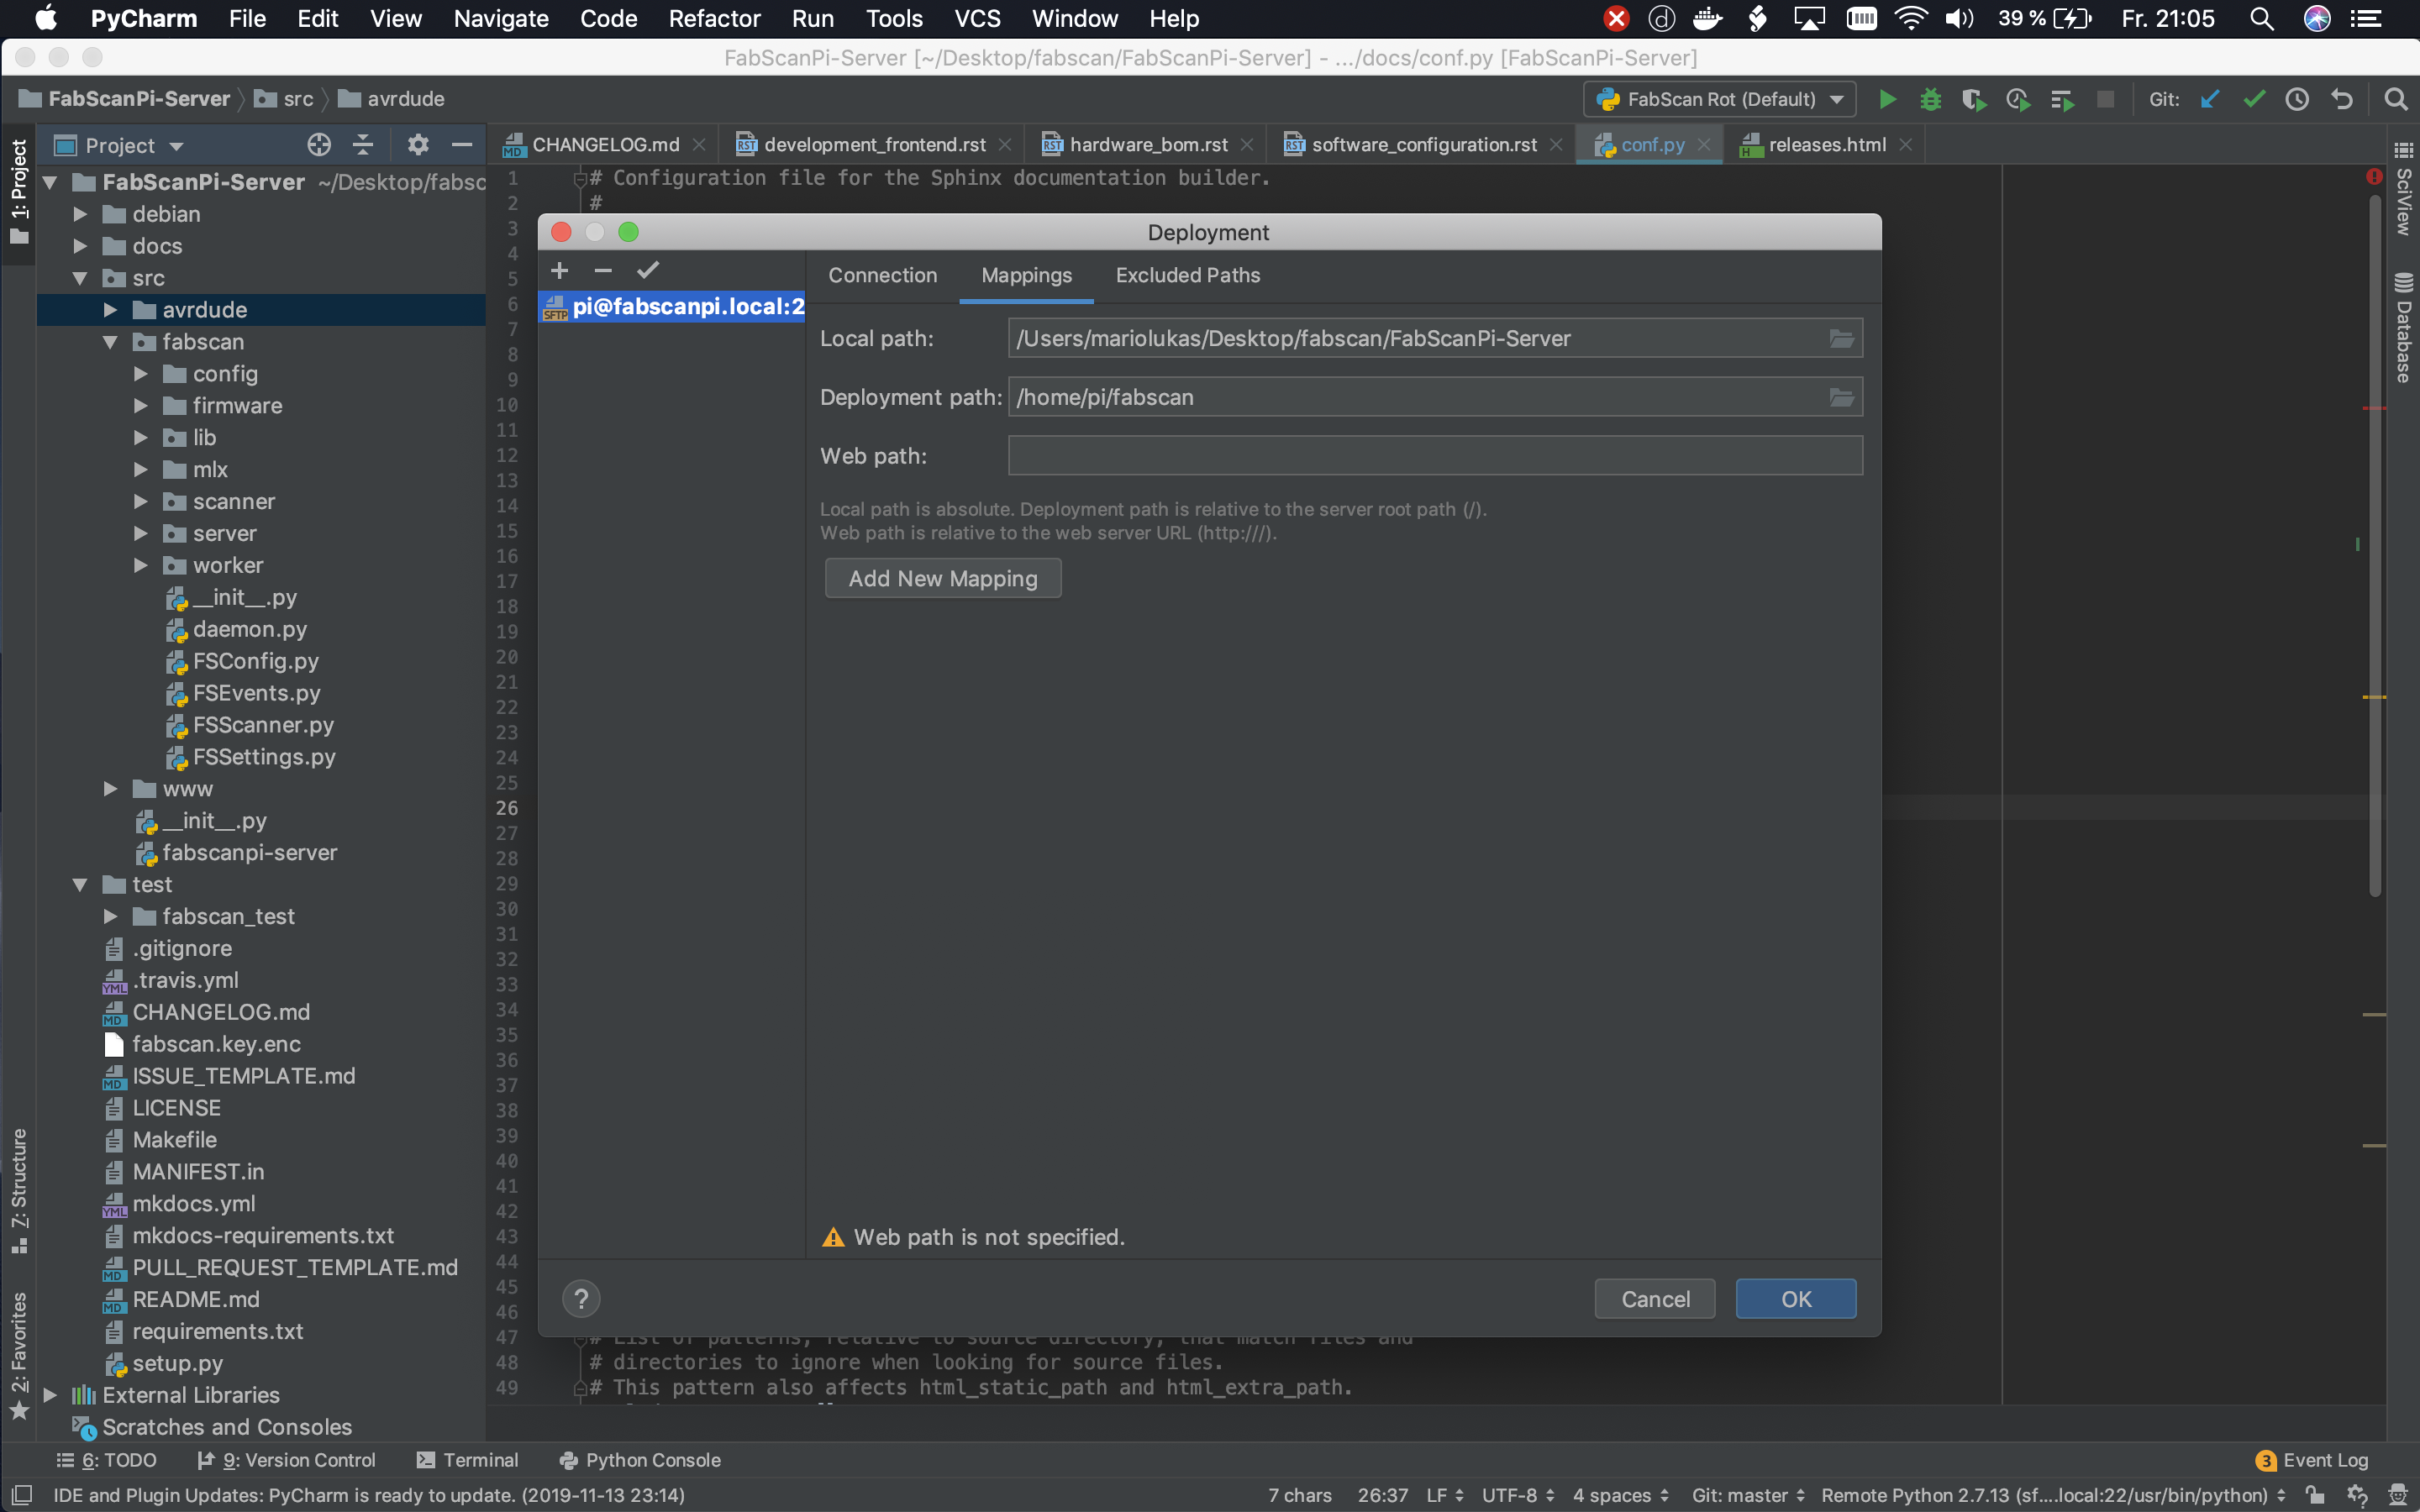 PyCharm File Edit View Navigate Code Refactor Run Tools VCS Window Help 39 % Fr. 21:05
FabScanPi-Server [~/Desktop/fabscan/FabScanPi-Server] - .../docs/conf.py [FabScanPi-Server]
FabScanPi-Server src avrdude FabScan Rot (Default) Git:
Project
CHANGELOG.md development_frontend.rst hardware_bom.rst software_configuration.rst conf.py releases.html
1: Project
7: Structure
2: Favorites
SciView
Database
FabScanPi-Server ~/Desktop/fabsc
debian
docs
src
avrdude
fabscan
config
firmware
lib
mlx
scanner
server
worker
__init__.py
daemon.py
FSConfig.py
FSEvents.py
FSScanner.py
FSSettings.py
www
__init__.py
fabscanpi-server
test
fabscan_test
.gitignore
.travis.yml
CHANGELOG.md
fabscan.key.enc
ISSUE_TEMPLATE.md
LICENSE
Makefile
MANIFEST.in
mkdocs.yml
mkdocs-requirements.txt
PULL_REQUEST_TEMPLATE.md
README.md
requirements.txt
setup.py
External Libraries
Scratches and Consoles
1 # Configuration file for the Sphinx documentation builder.
2 #
3
4
5
6
7
8
9
10
11
12
13
14
15
16
17
18
19
20
21
22
23
24
25
26
27
28
29
30
31
32
33
34
35
36
37
38
39
40
41
42
43
44
45
46
47 # List of patterns, relative to source directory, that match files and
48 # directories to ignore when looking for source files.
49 # This pattern also affects html_static_path and html_extra_path.
Deployment
pi@fabscanpi.local:2
Connection Mappings Excluded Paths
Local path: /Users/mariolukas/Desktop/fabscan/FabScanPi-Server
Deployment path: /home/pi/fabscan
Web path:
Local path is absolute. Deployment path is relative to the server root path (/).
Web path is relative to the web server URL (http:///).
Add New Mapping
Web path is not specified.
? Cancel OK
6: TODO 9: Version Control Terminal Python Console 3 Event Log
IDE and Plugin Updates: PyCharm is ready to update. (2019-11-13 23:14) 7 chars 26:37 LF UTF-8 4 spaces Git: master Remote Python 2.7.13 (sf....local:22/usr/bin/python)